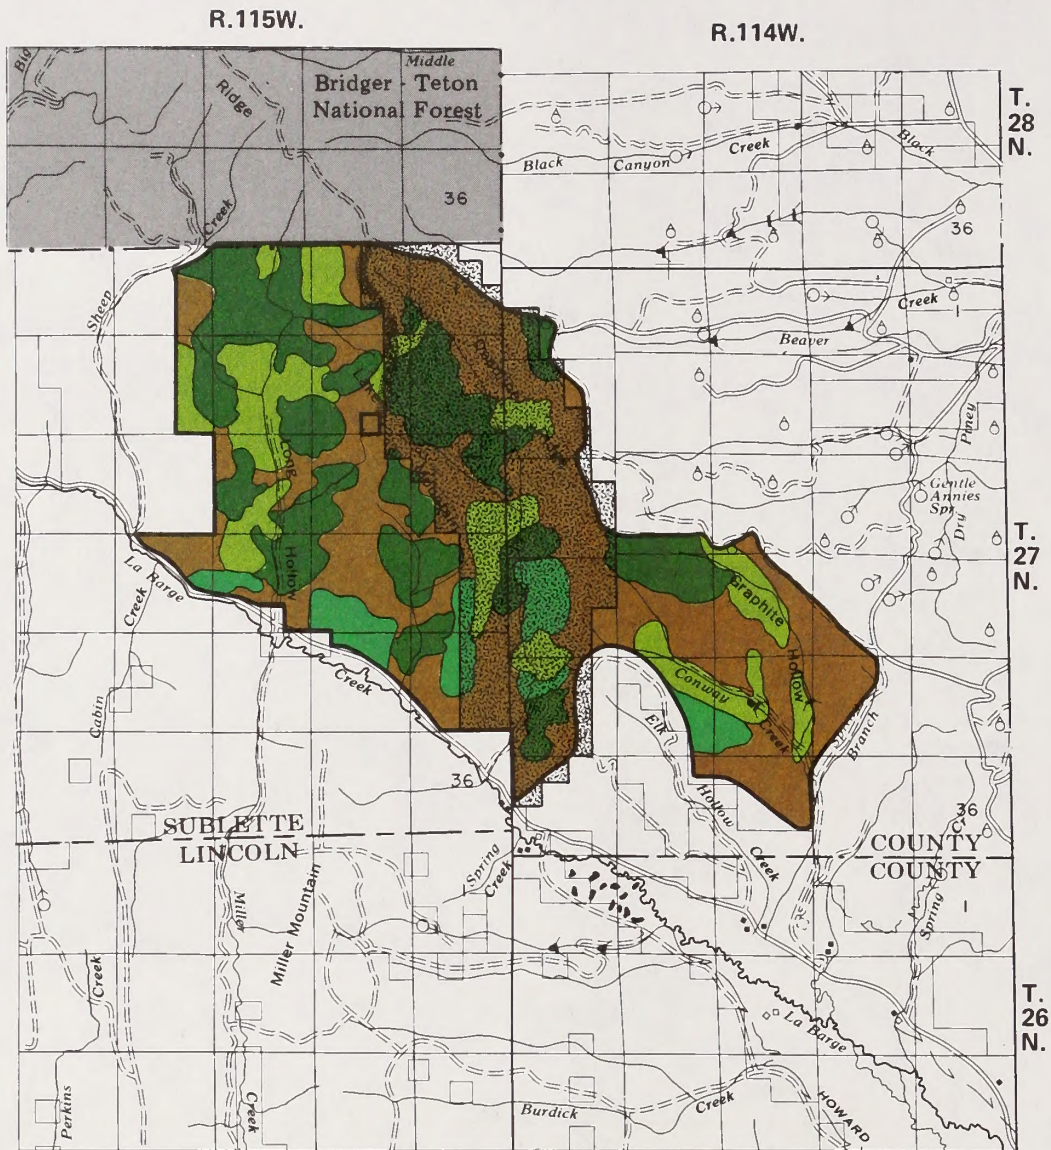 R.115W.
R.114W.
Big
Ridge
Middle
Bridger - Teton
National Forest
T.
28
N.
Black Canyon Creek
Black
36
Creek
36
Sheep
Creek
Beaver
1
Piney
Long
Hollow
Gentle
Annies
Spr.
Dry
T.
27
N.
La Barge
Creek
Graphite
Hollow
Conway
Creek
Creek
Cabin
Elk
Hollow
Creek
Branch
36
36
SUBLETTE
LINCOLN
COUNTY
COUNTY
Spring
Creek
Miller Mountain
Miller
Creek
Spring
1
Creek
La Barge
T.
26
N.
Perkins
Creek
Burdick
Creek
HOWARD